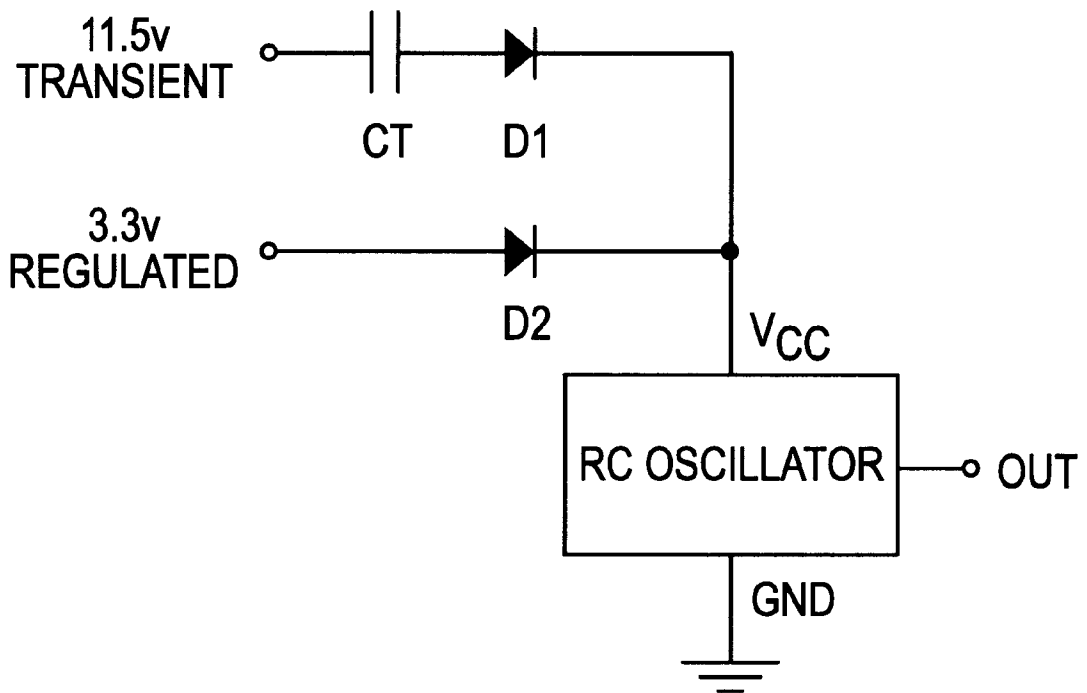 11.5v
TRANSIENT
CT
D1
3.3v
REGULATED
D2
VCC
RC OSCILLATOR
OUT
GND